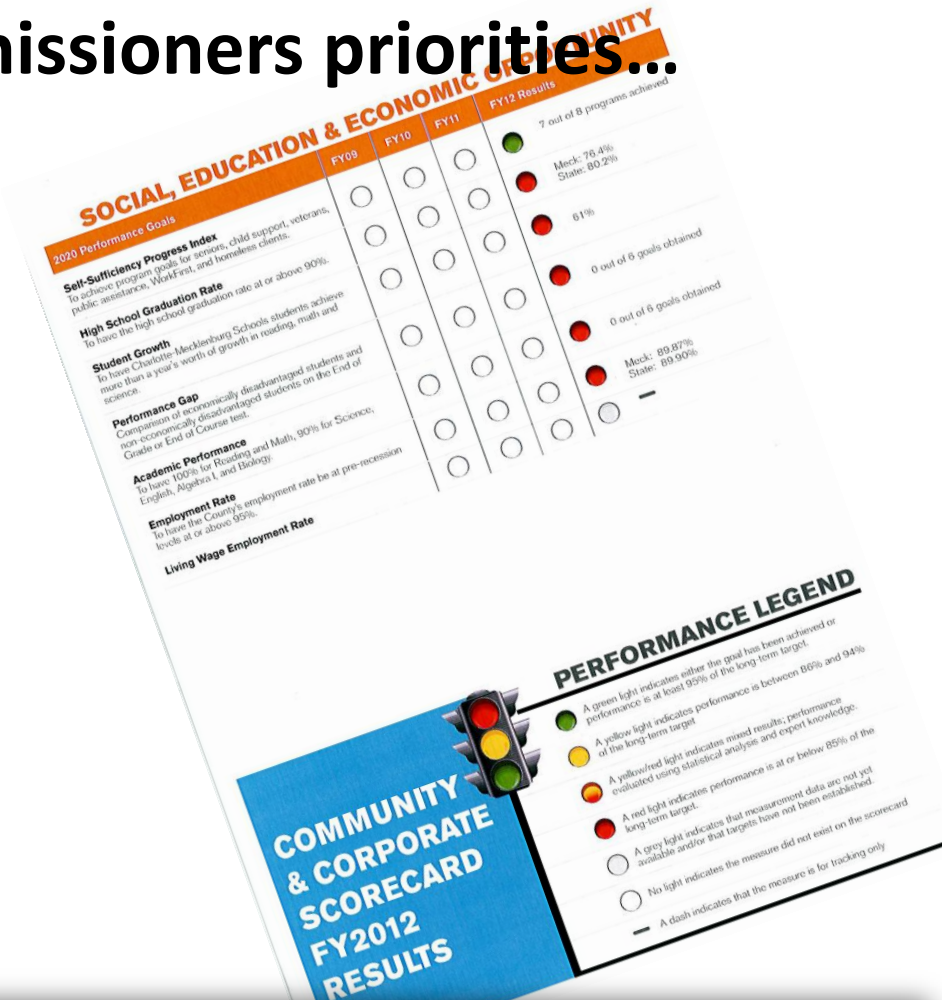 nissioners priorities...
SOCIAL, EDUCATION & ECONOMIC OPPORTUNITY
2020 Performance Goals FY09 FY10 FY11 FY12 Results
Self-Sufficiency Progress Index
To achieve program goals for seniors, child support, veterans,
public assistance, WorkFirst, and homeless clients.
7 out of 8 programs achieved
High School Graduation Rate
To have the high school graduation rate at or above 90%.
Meck: 76.4%
State: 80.2%
Student Growth
To have Charlotte-Mecklenburg Schools students achieve
more than a year's worth of growth in reading, math and
science.
61%
Performance Gap
Comparison of economically disadvantaged students and
non-economically disadvantaged students on the End of
Grade or End of Course test.
0 out of 6 goals obtained
Academic Performance
To have 100% for Reading and Math, 90% for Science,
English, Algebra I, and Biology.
0 out of 6 goals obtained
Employment Rate
To have the County's employment rate be at pre-recession
levels at or above 95%.
Meck: 89.87%
State: 89.90%
Living Wage Employment Rate
PERFORMANCE LEGEND
A green light indicates either the goal has been achieved or
performance is at least 95% of the long-term target.
A yellow light indicates performance is between 86% and 94%
of the long-term target
A yellow/red light indicates mixed results; performance
evaluated using statistical analysis and expert knowledge.
A red light indicates performance is at or below 85% of the
long-term target.
A grey light indicates that measurement data are not yet
available and/or that targets have not been established.
No light indicates the measure did not exist on the scorecard
A dash indicates that the measure is for tracking only
COMMUNITY
& CORPORATE
SCORECARD
FY2012
RESULTS